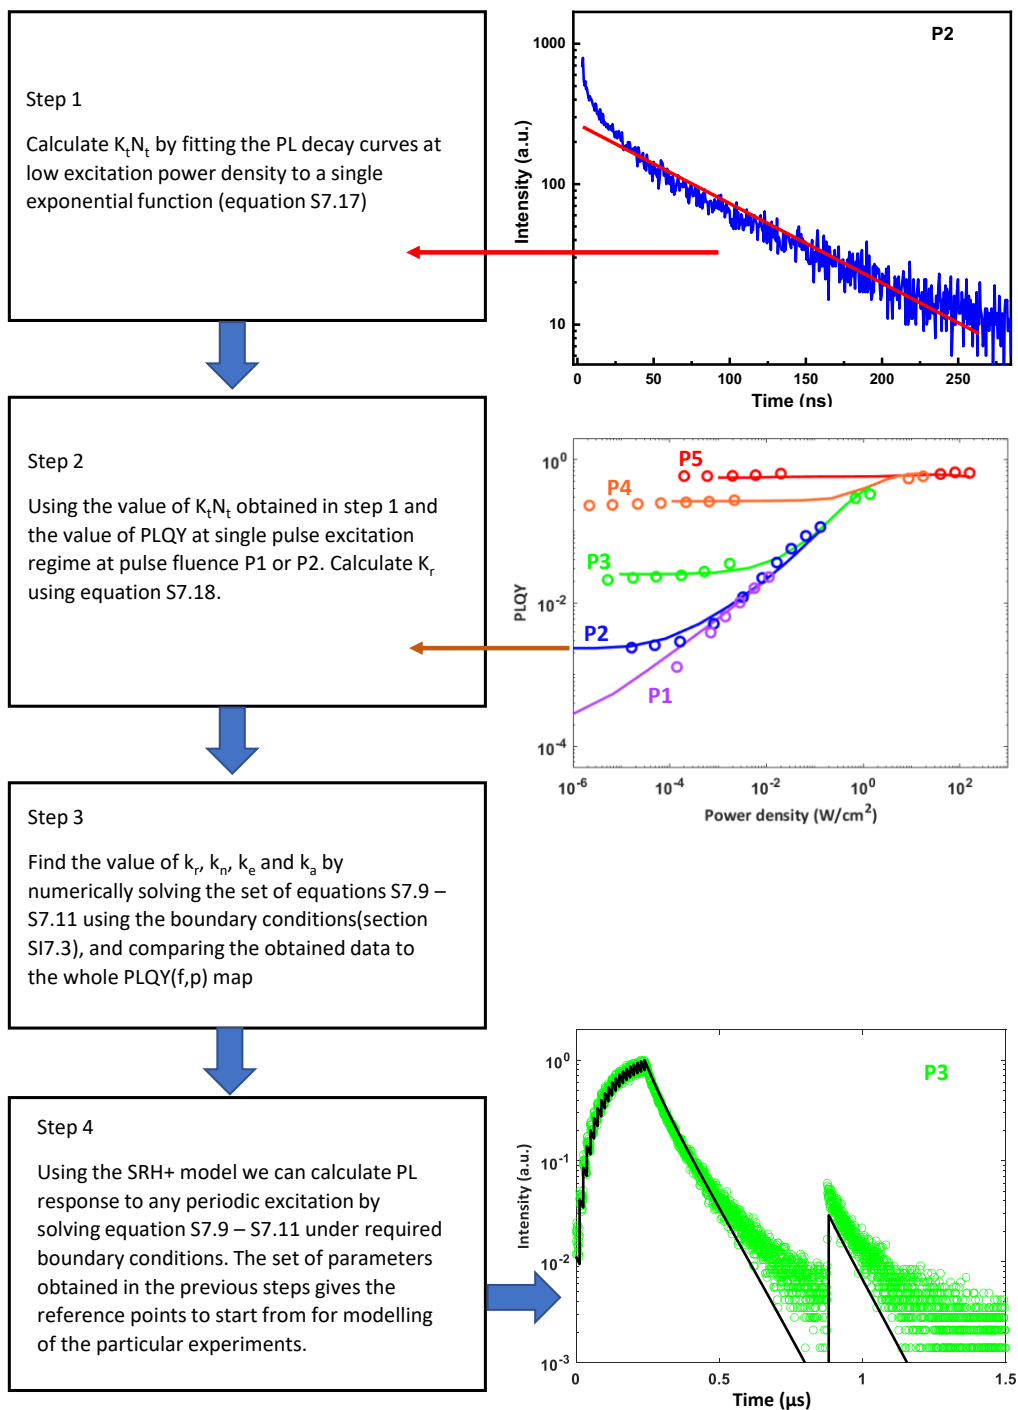 Step 1
Calculate KtNt by fitting the PL decay curves at
low excitation power density to a single
exponential function (equation S7.17)
P2
1000
100
10
Intensity (a.u.)
0 50 100 150 200 250
Time (ns)
Step 2
Using the value of KtNt obtained in step 1 and
the value of PLQY at single pulse excitation
regime at pulse fluence P1 or P2. Calculate Kr
using equation S7.18.
P5
P4
P3
P2
P1
10^0
10^-2
10^-4
PLQY
10^-6 10^-4 10^-2 10^0 10^2
Power density (W/cm²)
Step 3
Find the value of kr, kn, ke and ka by
numerically solving the set of equations S7.9 –
S7.11 using the boundary conditions(section
SI7.3), and comparing the obtained data to
the whole PLQY(f,p) map
Step 4
Using the SRH+ model we can calculate PL
response to any periodic excitation by
solving equation S7.9 – S7.11 under required
boundary conditions. The set of parameters
obtained in the previous steps gives the
reference points to start from for modelling
of the particular experiments.
P3
10^0
10^-1
10^-2
10^-3
Intensity (a.u.)
0 0.5 1 1.5
Time (μs)